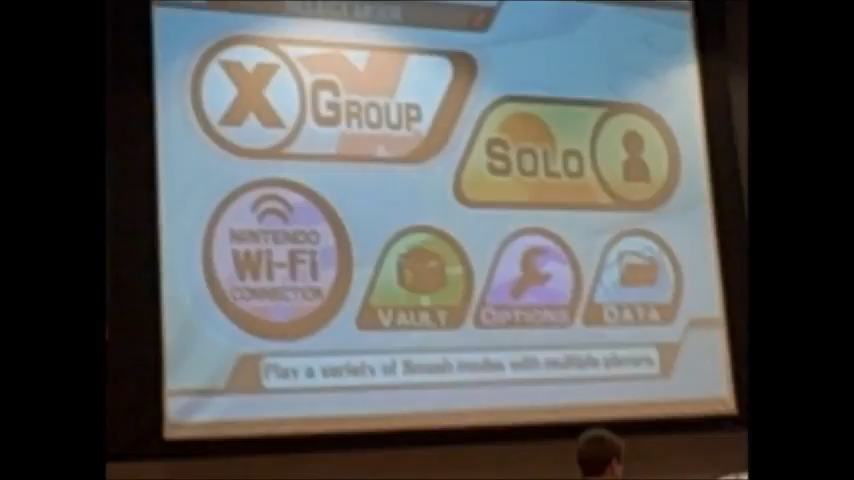 X GROUP
SOLO
NINTENDO
Wi-Fi
CONNECTION
VAULT
OPTIONS
DATA
Play a variety of Smash modes with multiple players.